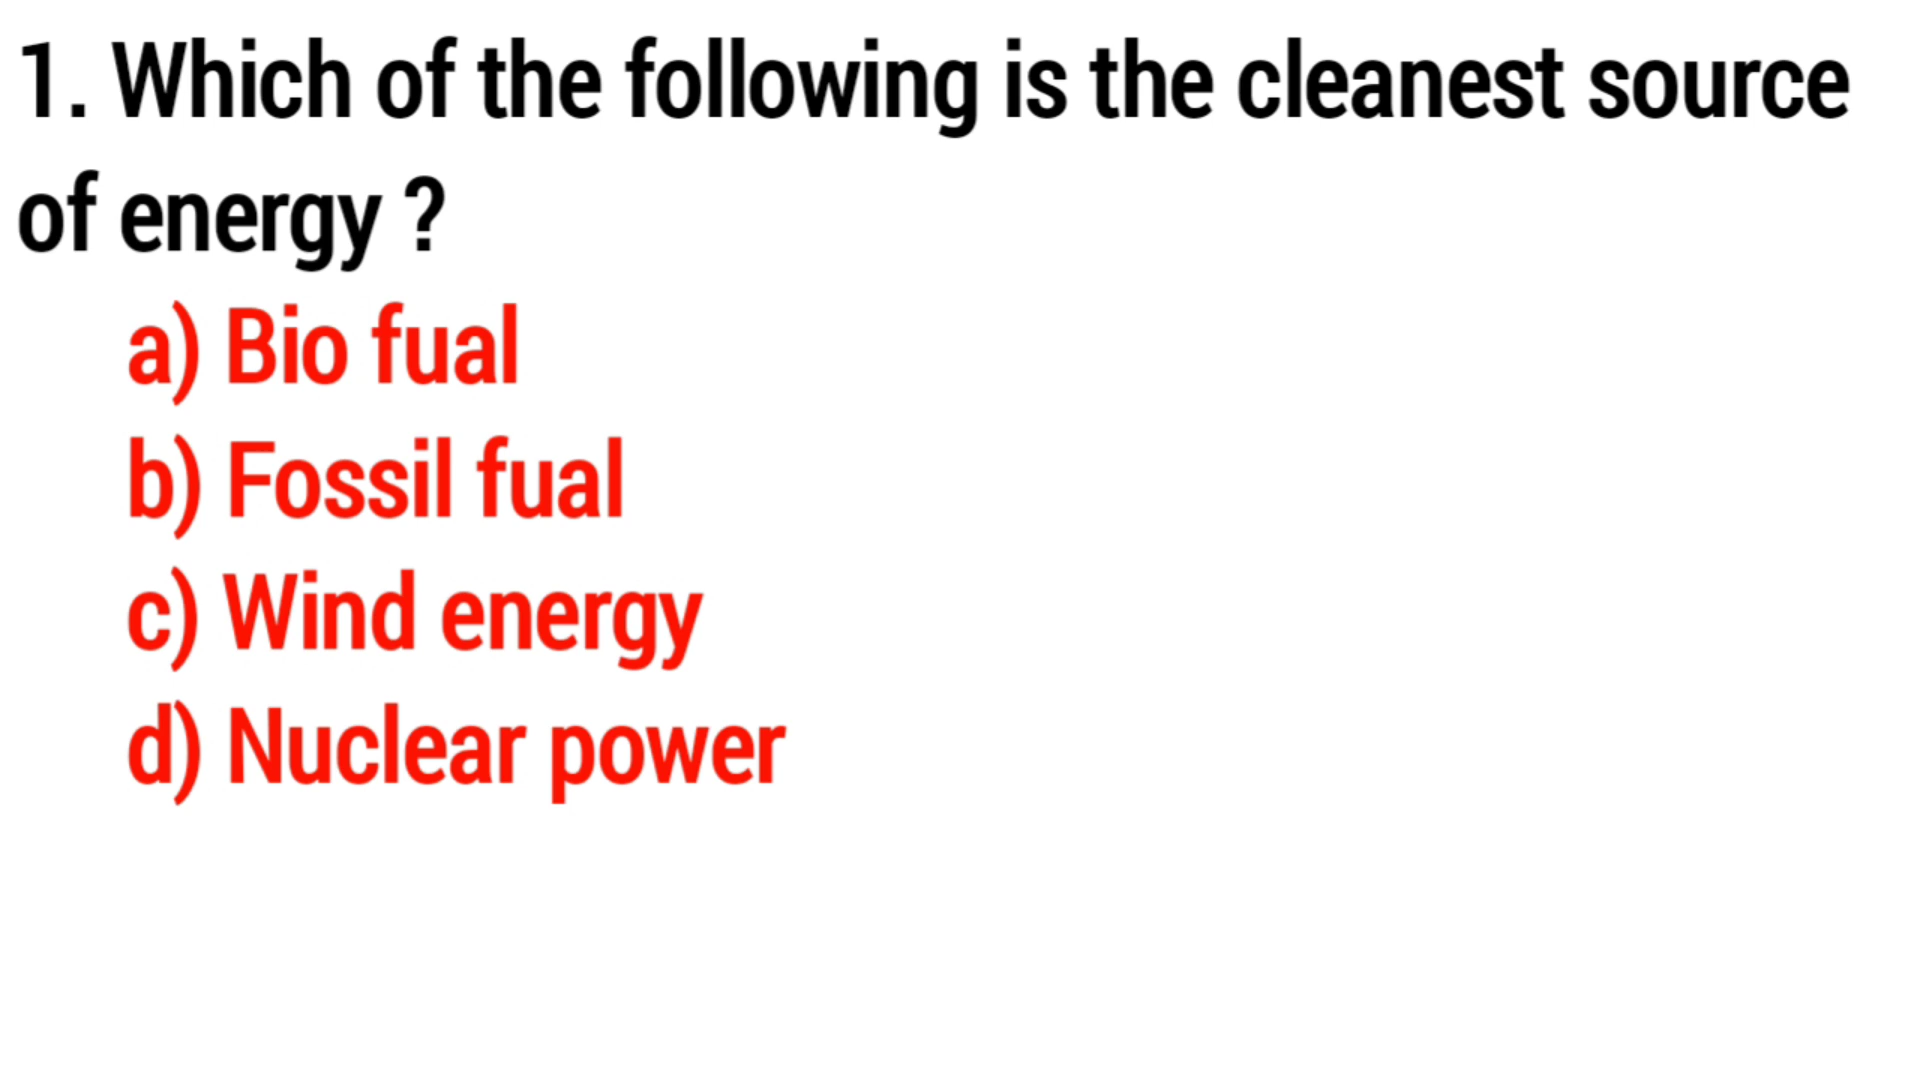 1. Which of the following is the cleanest source
of energy ?
a) Bio fual
b) Fossil fual
c) Wind energy
d) Nuclear power